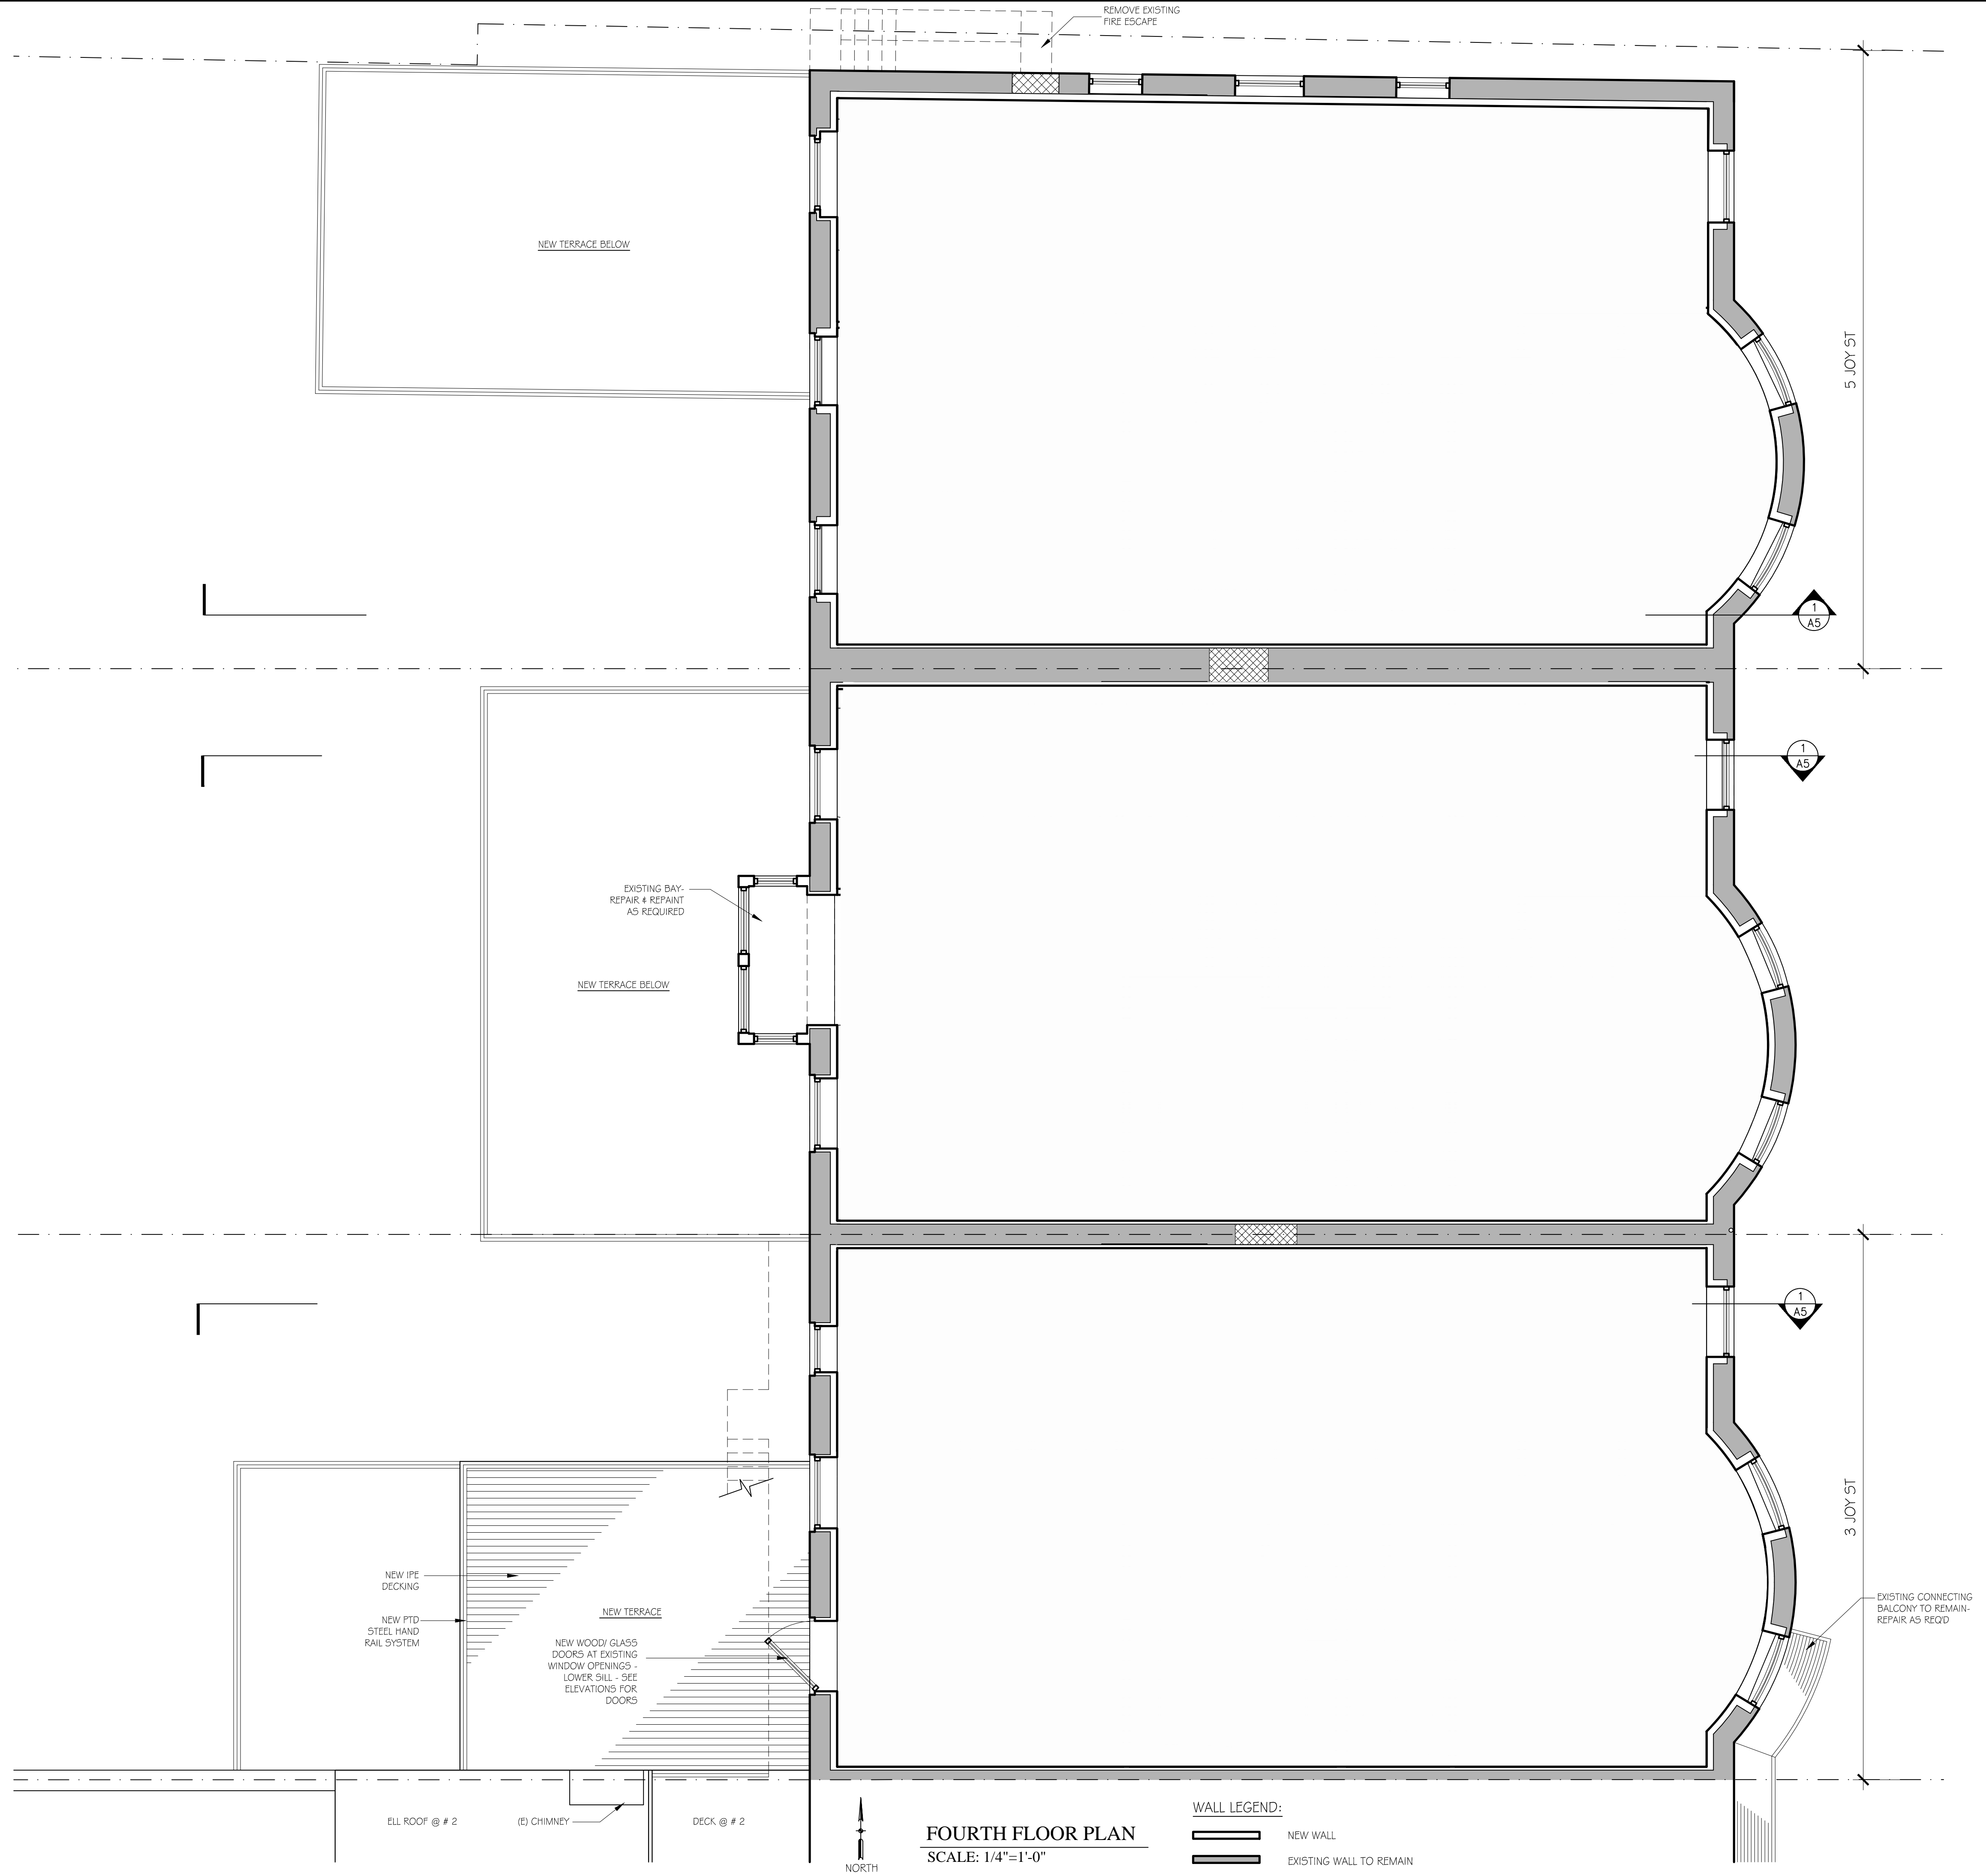 REMOVE EXISTING
FIRE ESCAPE
NEW TERRACE BELOW
5 JOY ST
1
A5
1
A5
EXISTING BAY-
REPAIR & REPAINT
AS REQUIRED
NEW TERRACE BELOW
1
A5
3 JOY ST
NEW IPE
DECKING
NEW PTD
STEEL HAND
RAIL SYSTEM
NEW TERRACE
NEW WOOD/ GLASS
DOORS AT EXISTING
WINDOW OPENINGS -
LOWER SILL - SEE
ELEVATIONS FOR
DOORS
EXISTING CONNECTING
BALCONY TO REMAIN-
REPAIR AS REQ'D
ELL ROOF @ # 2
(E) CHIMNEY
DECK @ # 2
NORTH
FOURTH FLOOR PLAN
SCALE: 1/4"=1'-0"
WALL LEGEND:
NEW WALL
EXISTING WALL TO REMAIN